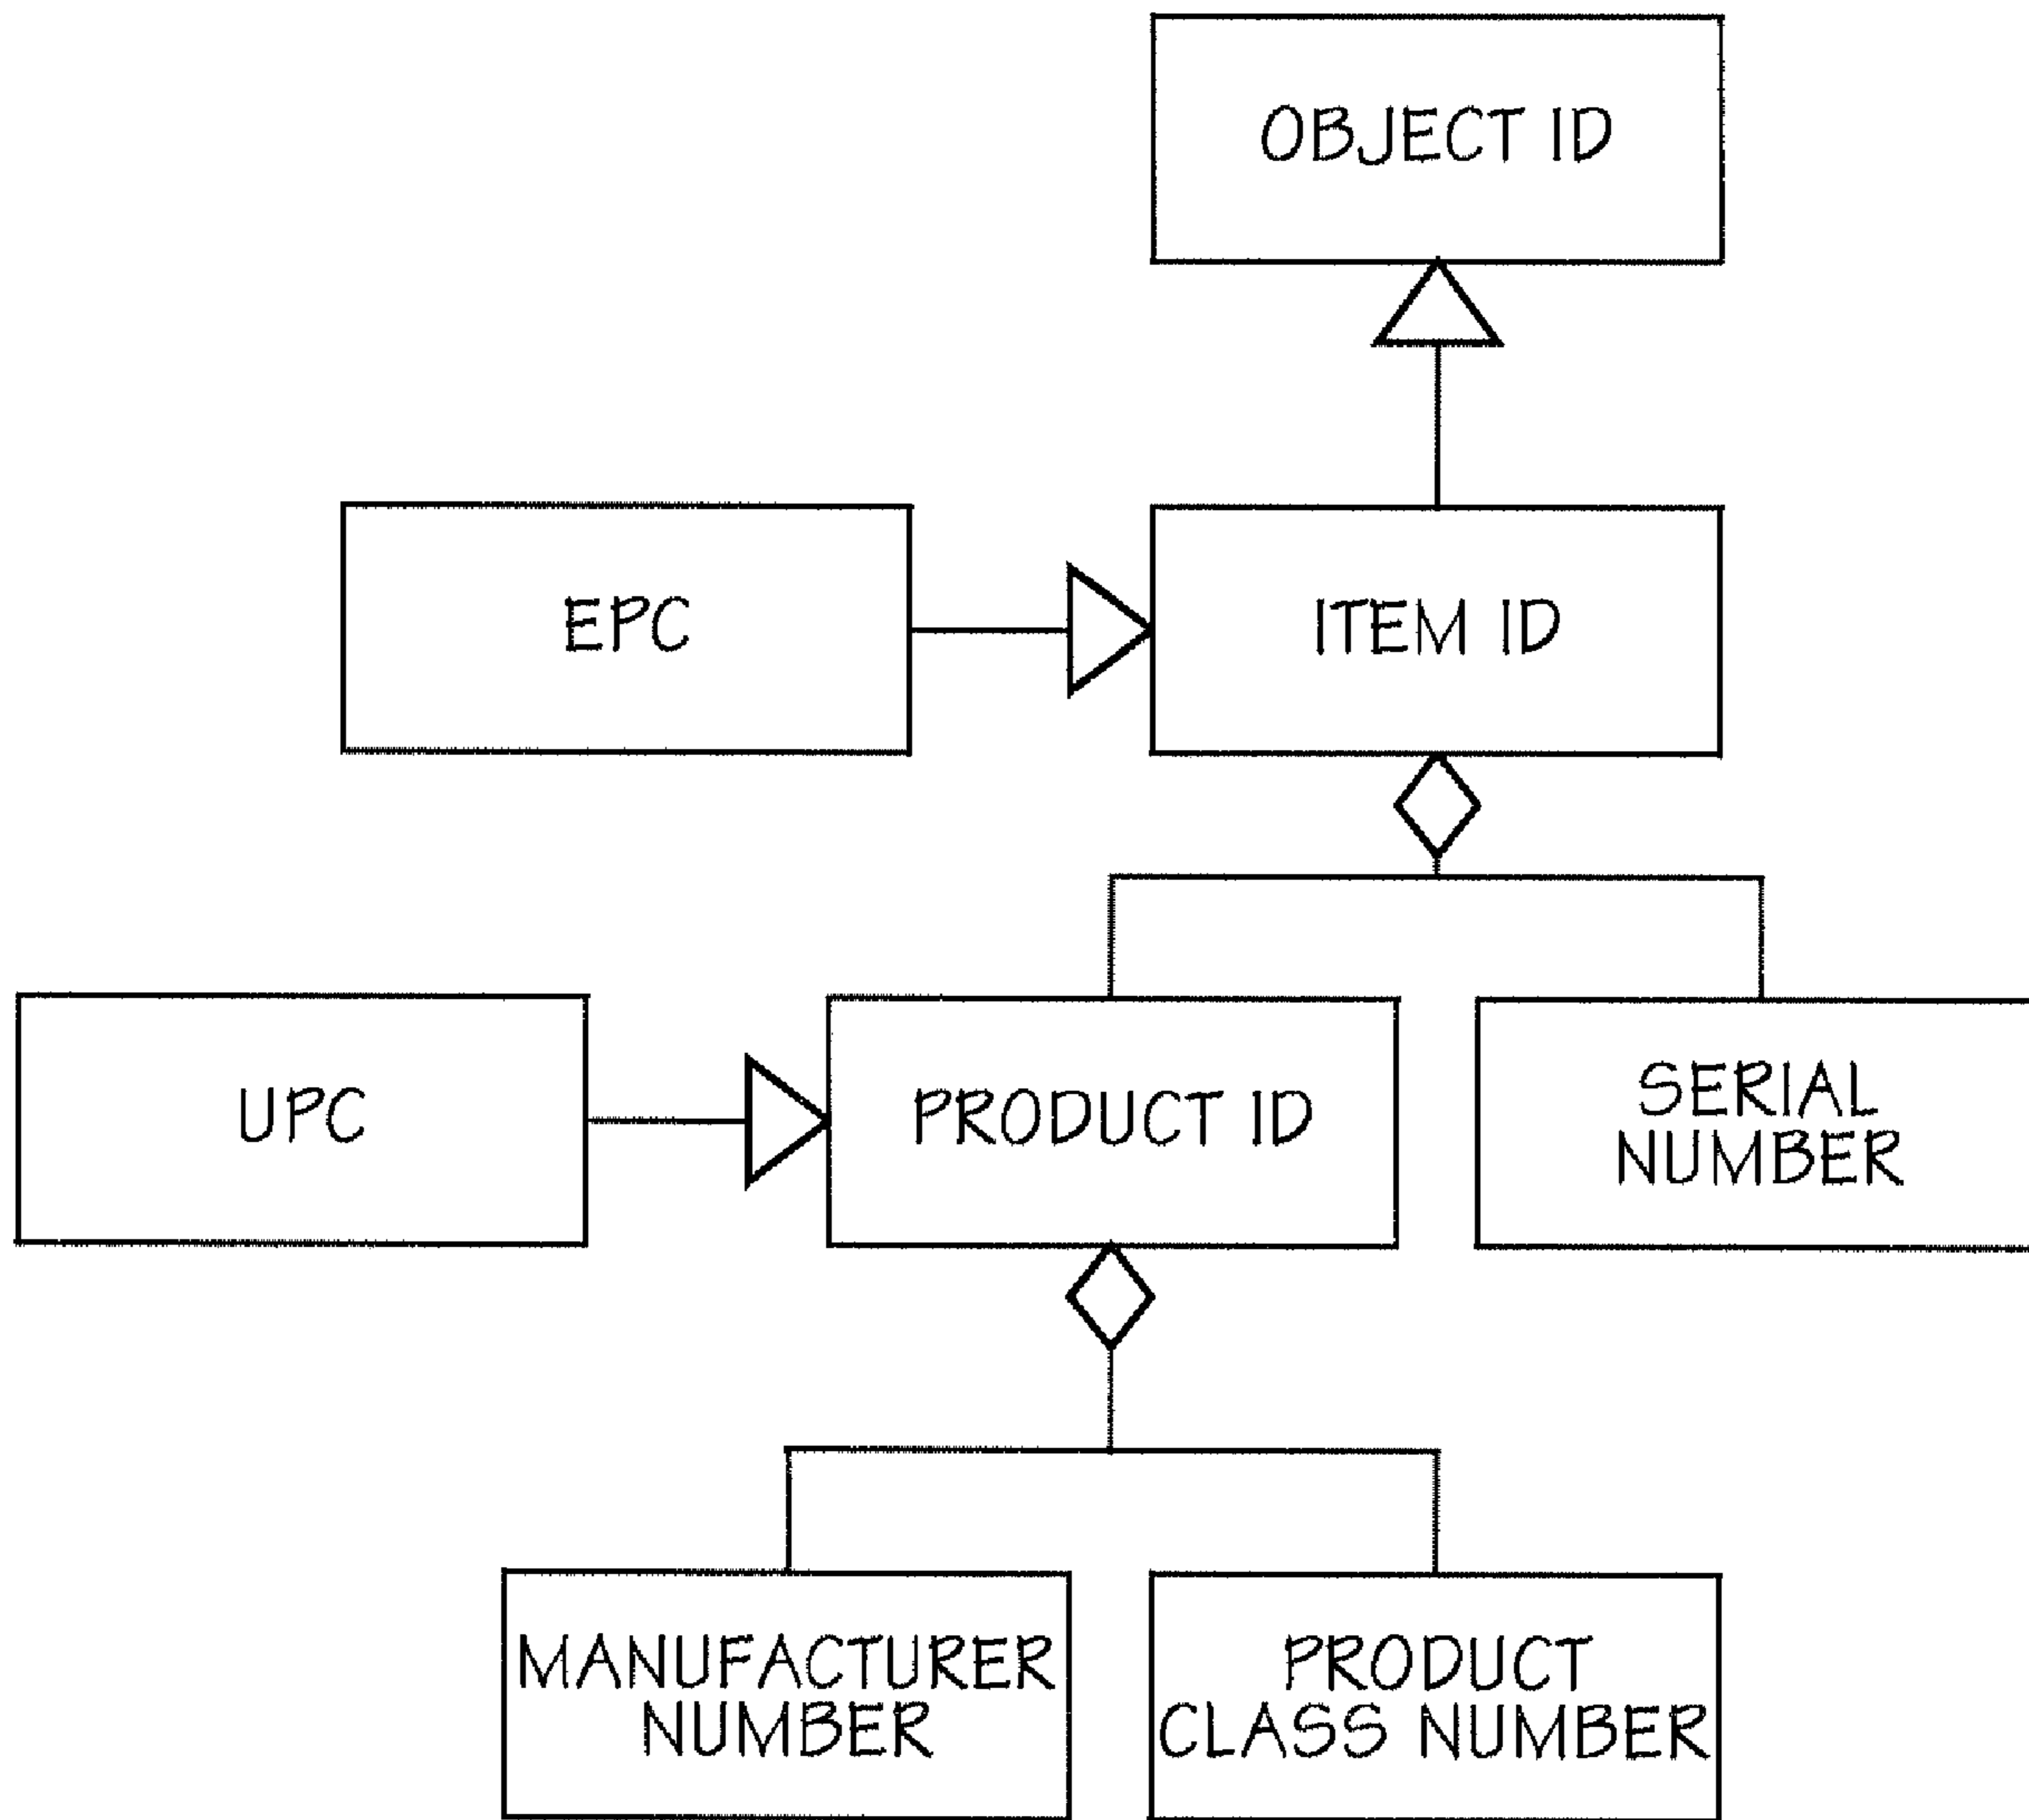 OBJECT ID
EPC
ITEM ID
UPC
PRODUCT ID
SERIAL
NUMBER
MANUFACTURER
NUMBER
PRODUCT
CLASS NUMBER